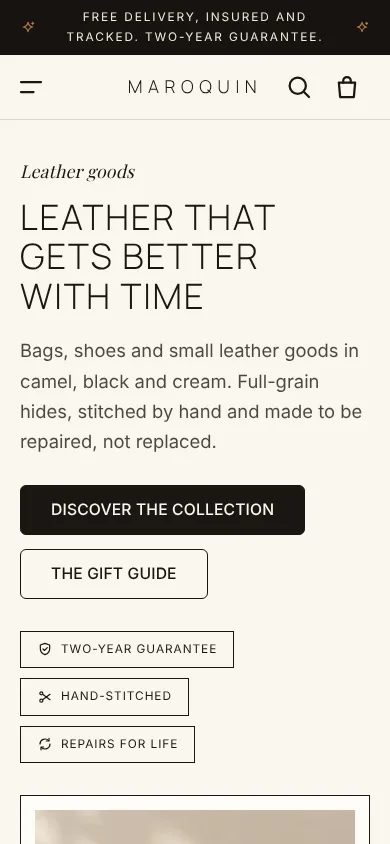 FREE DELIVERY, INSURED AND
TRACKED. TWO-YEAR GUARANTEE.
MAROQUIN
Leather goods
LEATHER THAT
GETS BETTER
WITH TIME
Bags, shoes and small leather goods in
camel, black and cream. Full-grain
hides, stitched by hand and made to be
repaired, not replaced.
DISCOVER THE COLLECTION
THE GIFT GUIDE
TWO-YEAR GUARANTEE
HAND-STITCHED
REPAIRS FOR LIFE